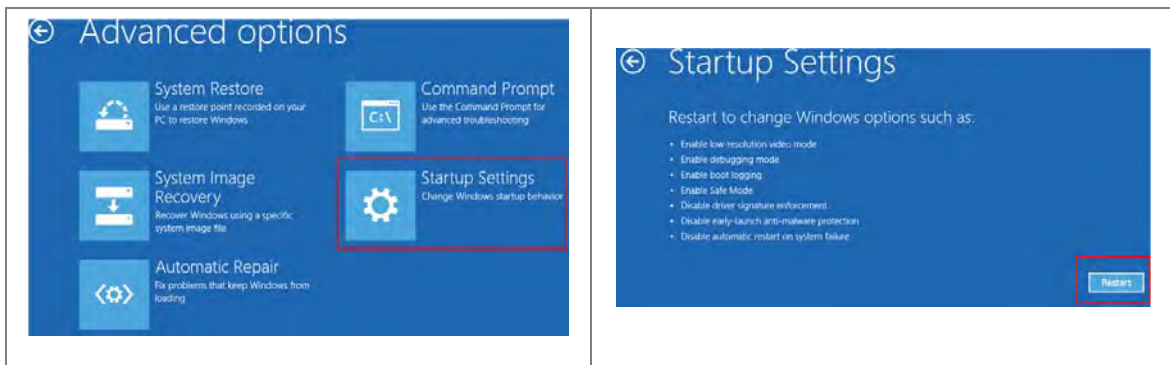 Advanced options
System Restore
Use a restore point recorded on your
PC to restore Windows
Command Prompt
Use the Command Prompt for
advanced troubleshooting
C:\
System Image
Recovery
Recover Windows using a specific
system image file
Startup Settings
Change Windows startup behavior
Automatic Repair
Fix problems that keep Windows from
loading
Startup Settings
Restart to change Windows options such as:
• Enable low-resolution video mode
• Enable debugging mode
• Enable boot logging
• Enable Safe Mode
• Disable driver signature enforcement
• Disable early-launch anti-malware protection
• Disable automatic restart on system failure
Restart